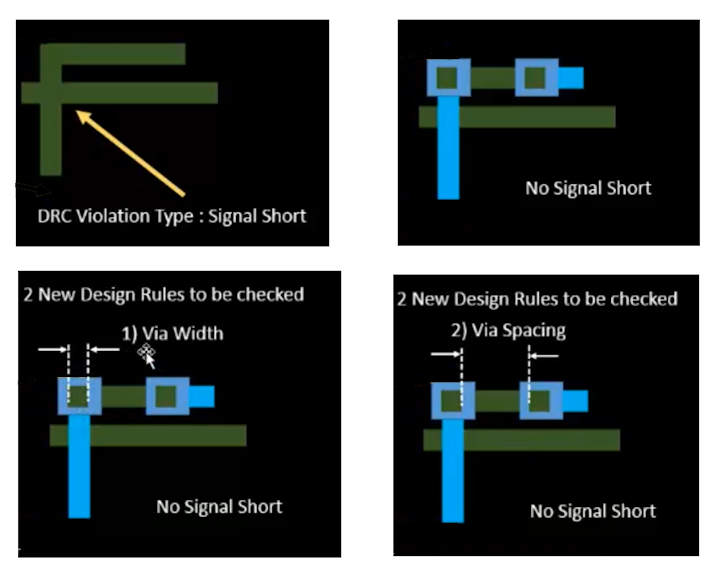 DRC Violation Type : Signal Short
No Signal Short
2 New Design Rules to be checked
1) Via Width
No Signal Short
2 New Design Rules to be checked
2) Via Spacing
No Signal Short